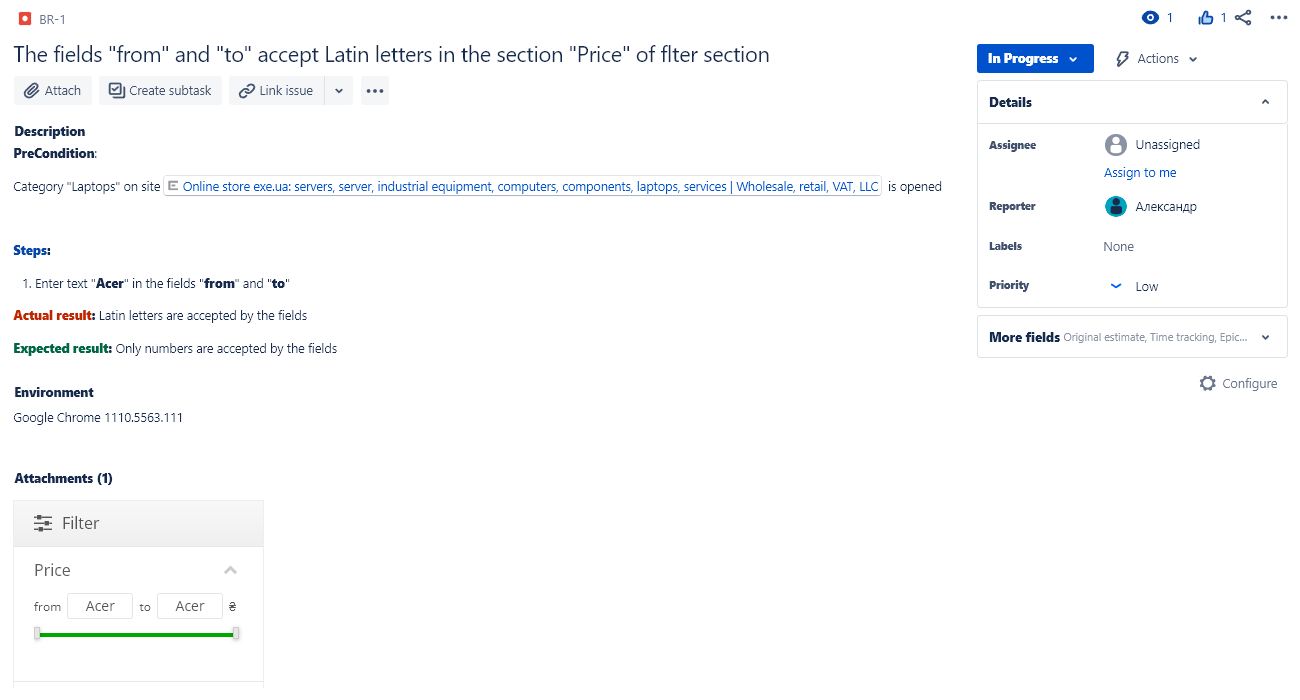 BR-1
1
1
The fields "from" and "to" accept Latin letters in the section "Price" of flter section
Attach
Create subtask
Link issue
Description
PreCondition:
Category "Laptops" on site Online store exe.ua: servers, server, industrial equipment, computers, components, laptops, services | Wholesale, retail, VAT, LLC is opened
Steps:
1. Enter text "Acer" in the fields "from" and "to"
Actual result: Latin letters are accepted by the fields
Expected result: Only numbers are accepted by the fields
Environment
Google Chrome 1110.5563.111
Attachments (1)
Filter
Price
from Acer to Acer ₴
In Progress
Actions
Details
Assignee
Unassigned
Assign to me
Reporter
Александр
Labels
None
Priority
Low
More fields Original estimate, Time tracking, Epic...
Configure